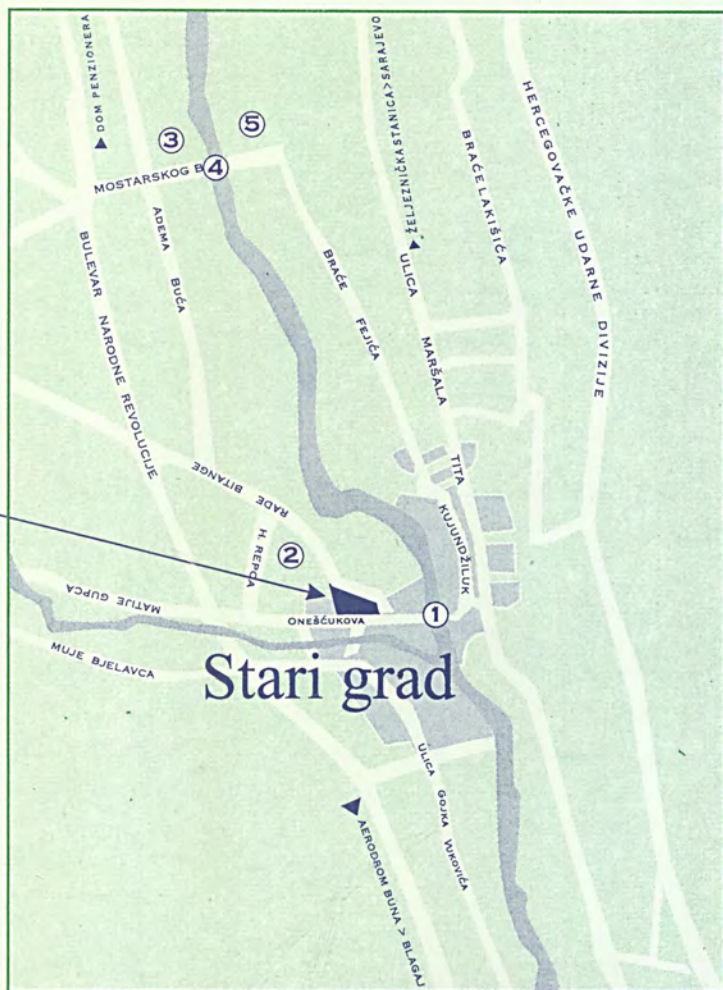 DOM PENZIONERA
ŽELJEZNIČKA STANICA > SARAJEVO
HERCEGOVAČKE UDARNE DIVIZIJE
BRAĆE LAKIŠIĆA
3
5
4
MOSTARSKOG B
ADEMA BUĆA
BULEVAR NARODNE REVOLUCIJE
BRAĆE FEJIĆA
ULICA MARŠALA TITA
RADE BITANGE
KUJUNDŽILUK
H. REPCA
2
MATIJE GUPCA
ONEŠĆUKOVA
1
MUJE BJELAVCA
Stari grad
ULICA GOJKA VUKOVIĆA
AERODROM BUNA > BLAGAJ